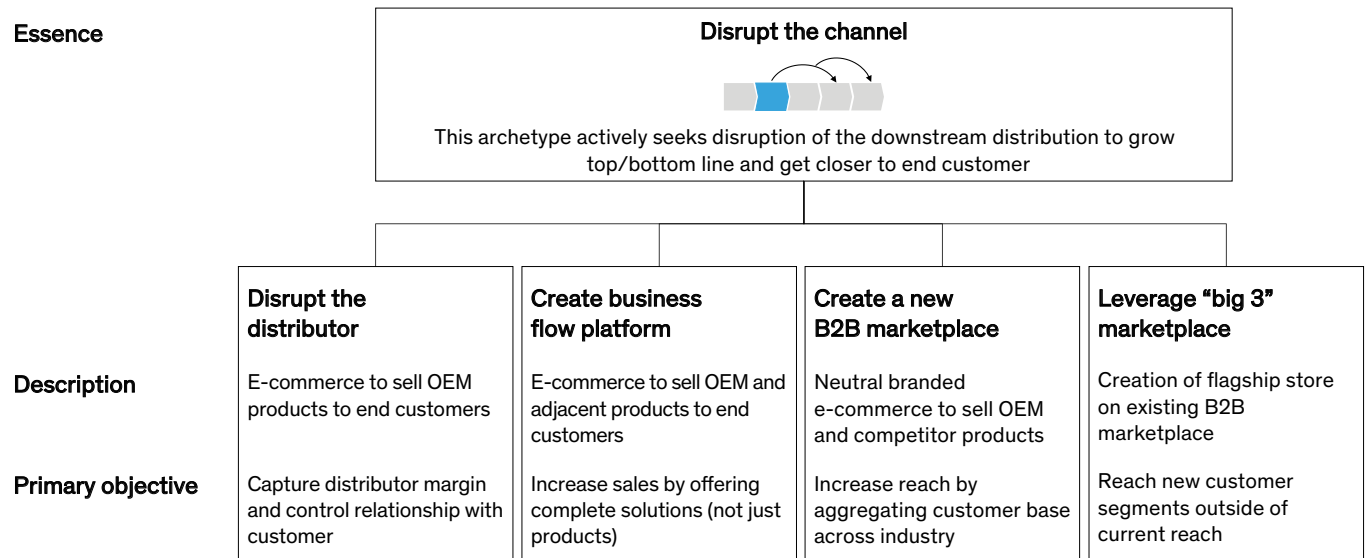 Essence
Disrupt the channel
This archetype actively seeks disruption of the downstream distribution to grow
top/bottom line and get closer to end customer
Disrupt the
distributor
Create business
flow platform
Create a new
B2B marketplace
Leverage “big 3”
marketplace
Description
E-commerce to sell OEM
products to end customers
E-commerce to sell OEM and
adjacent products to end
customers
Neutral branded
e-commerce to sell OEM
and competitor products
Creation of flagship store
on existing B2B
marketplace
Primary objective
Capture distributor margin
and control relationship with
customer
Increase sales by offering
complete solutions (not just
products)
Increase reach by
aggregating customer base
across industry
Reach new customer
segments outside of
current reach